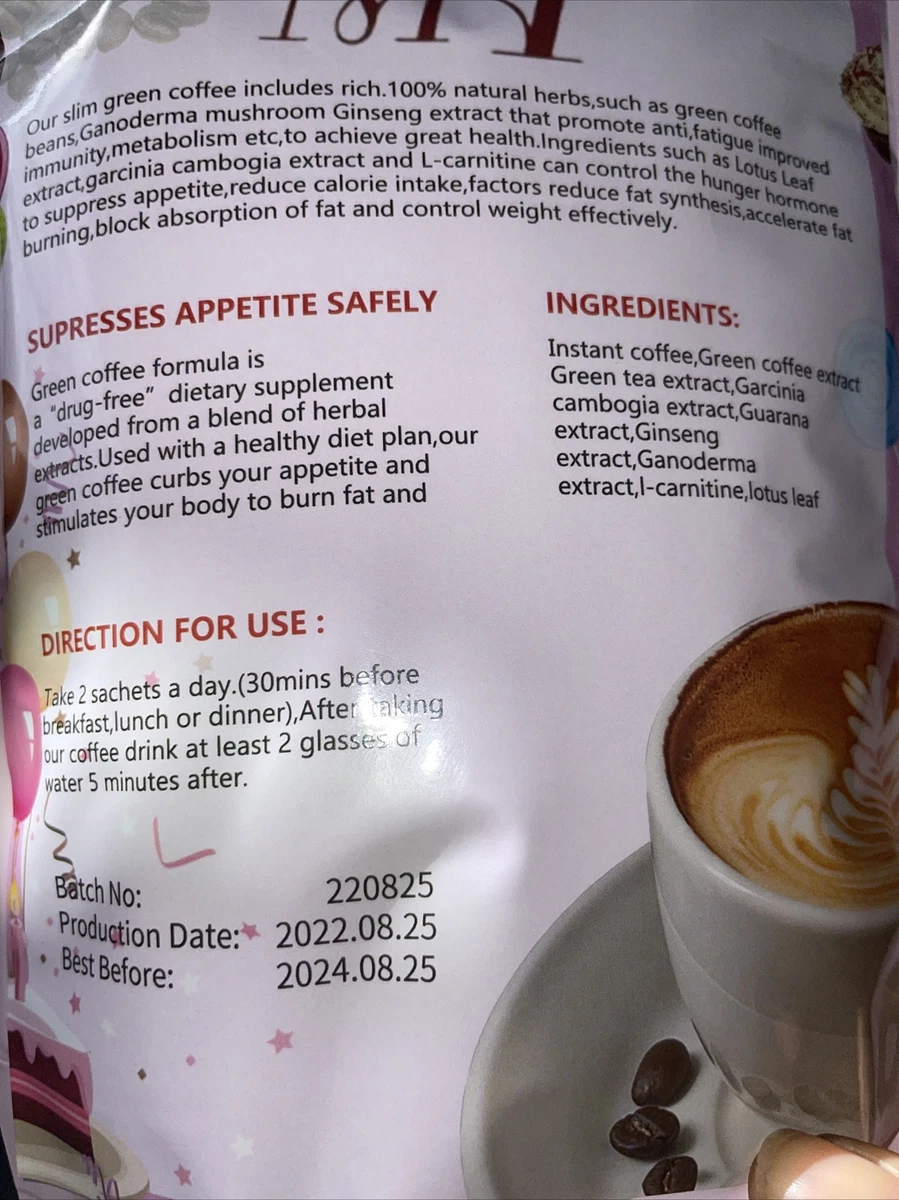 Our slim green coffee includes rich.100% natural herbs,such as green coffee
beans,Ganoderma mushroom Ginseng extract that promote anti,fatigue improved
immunity,metabolism etc,to achieve great health.Ingredients such as Lotus Leaf
extract,garcinia cambogia extract and L-carnitine can control the hunger hormone
to suppress appetite,reduce calorie intake,factors reduce fat synthesis,accelerate fat
burning,block absorption of fat and control weight effectively.
SUPRESSES APPETITE SAFELY
Green coffee formula is
a "drug-free” dietary supplement
developed from a blend of herbal
extracts.Used with a healthy diet plan,our
green coffee curbs your appetite and
stimulates your body to burn fat and
INGREDIENTS:
Instant coffee,Green coffee extract
Green tea extract,Garcinia
cambogia extract,Guarana
extract,Ginseng
extract,Ganoderma
extract,l-carnitine,lotus leaf
DIRECTION FOR USE :
Take 2 sachets a day.(30mins before
breakfast,lunch or dinner),After taking
our coffee drink at least 2 glasses of
water 5 minutes after.
Batch No: 220825
Production Date: 2022.08.25
Best Before: 2024.08.25